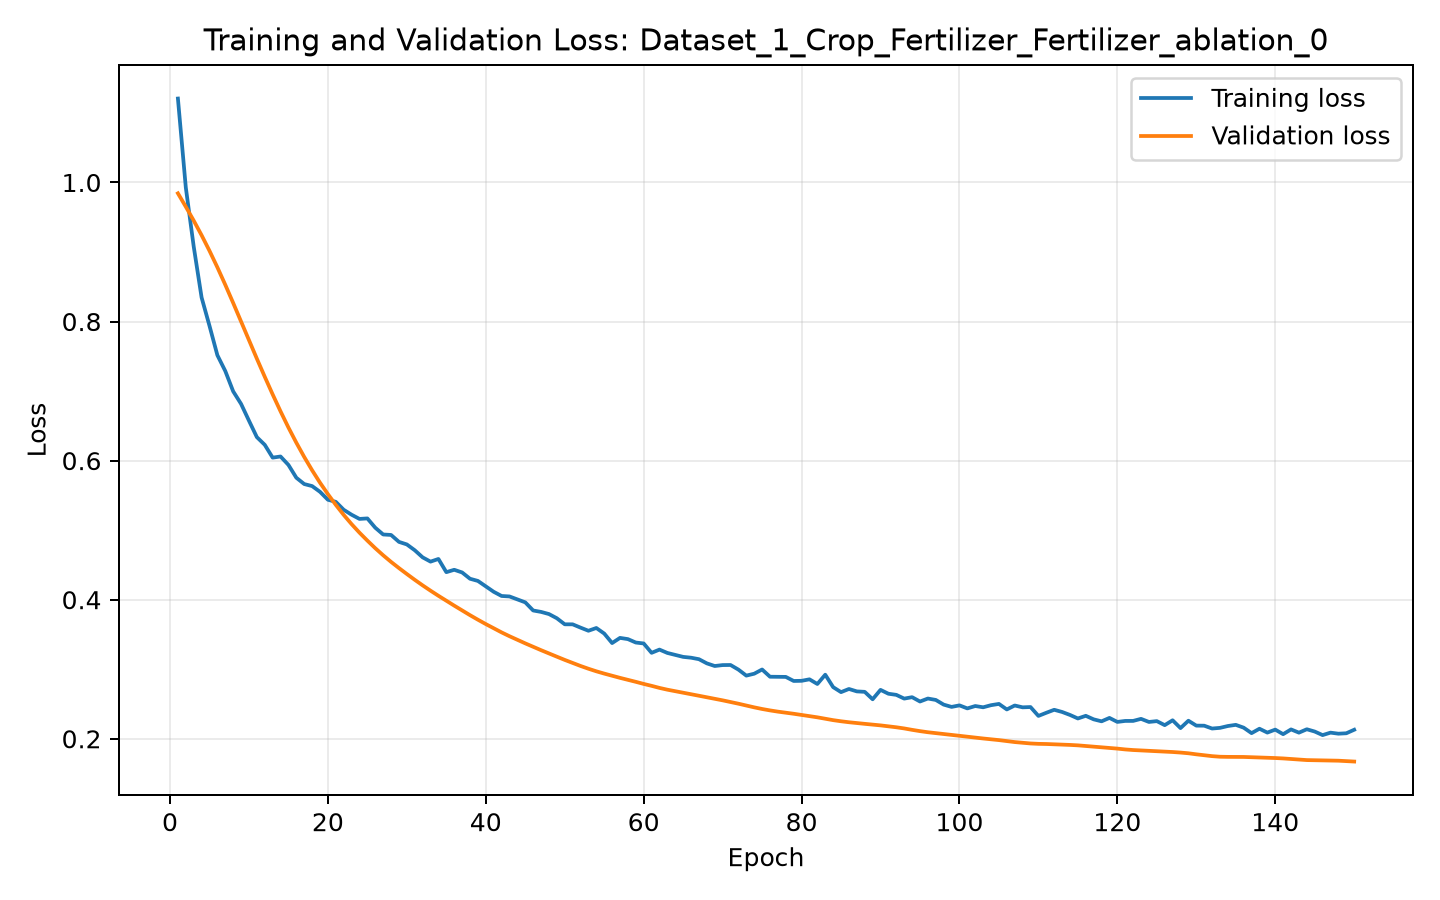 Training and Validation Loss: Dataset_1_Crop_Fertilizer_Fertilizer_ablation_0
Training loss
Validation loss
1.0
0.8
0.6
0.4
0.2
Loss
0 20 40 60 80 100 120 140
Epoch